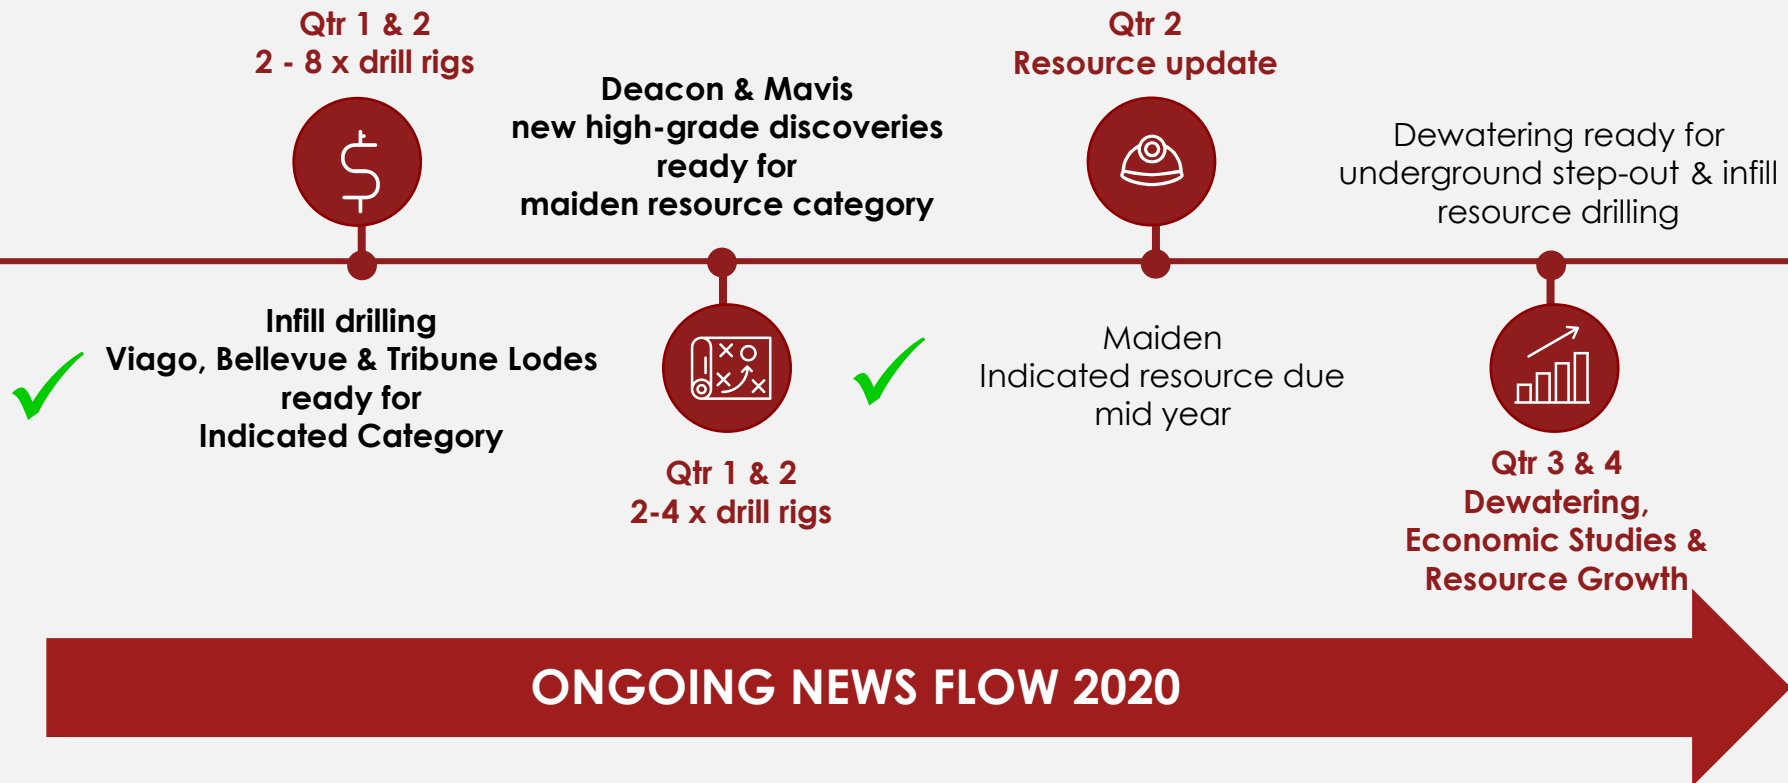 Qtr 1 & 2
2 - 8 x drill rigs
Infill drilling
Viago, Bellevue & Tribune Lodes
ready for
Indicated Category
Deacon & Mavis
new high-grade discoveries
ready for
maiden resource category
Qtr 1 & 2
2-4 x drill rigs
Qtr 2
Resource update
Maiden
Indicated resource due
mid year
Dewatering ready for
underground step-out & infill
resource drilling
Qtr 3 & 4
Dewatering,
Economic Studies &
Resource Growth
ONGOING NEWS FLOW 2020